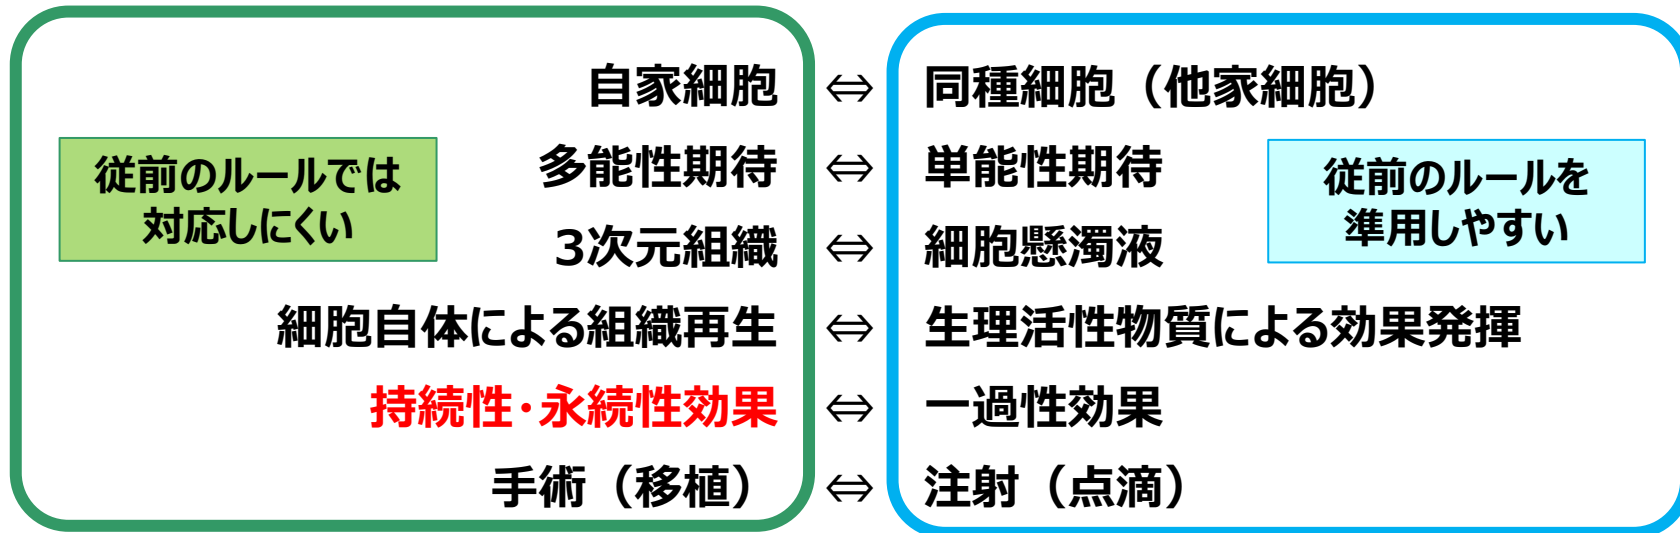 自家細胞 ⇔ 同種細胞（他家細胞）
従前のルールでは
対応しにくい
多能性期待 ⇔ 単能性期待
従前のルールを
準用しやすい
3次元組織 ⇔ 細胞懸濁液
細胞自体による組織再生 ⇔ 生理活性物質による効果発揮
持続性・永続性効果 ⇔ 一過性効果
手術（移植） ⇔ 注射（点滴）